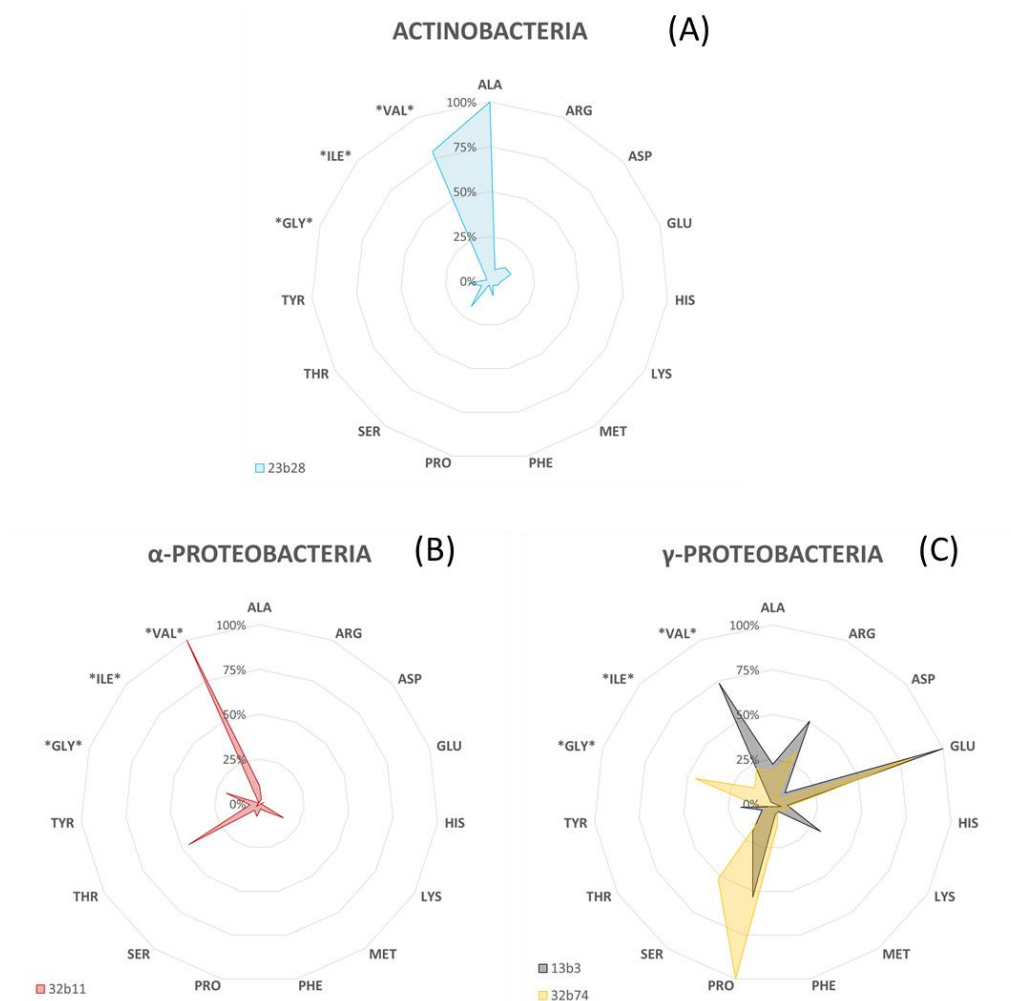 ACTINOBACTERIA (A)
ALA
100%
*VAL*
ARG
*ILE*
ASP
75%
50%
*GLY*
GLU
25%
0%
TYR
HIS
THR
LYS
SER
MET
PRO
PHE
23b28
α-PROTEOBACTERIA (B)
ALA
100%
*VAL*
ARG
*ILE*
ASP
75%
50%
*GLY*
GLU
25%
0%
TYR
HIS
THR
LYS
SER
MET
PRO
PHE
32b11
γ-PROTEOBACTERIA (C)
ALA
100%
*VAL*
ARG
*ILE*
ASP
75%
50%
*GLY*
GLU
25%
0%
TYR
HIS
THR
LYS
SER
MET
PRO
PHE
13b3
32b74